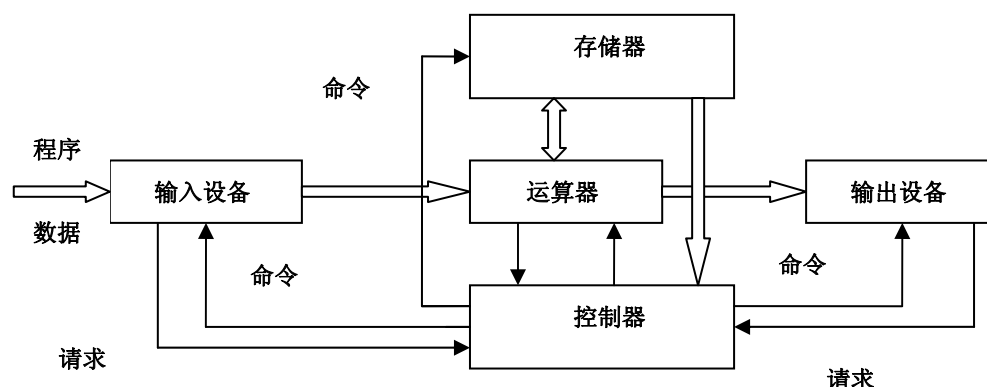 存储器
命令
程序
输入设备
运算器
输出设备
数据
命令
命令
控制器
请求
请求